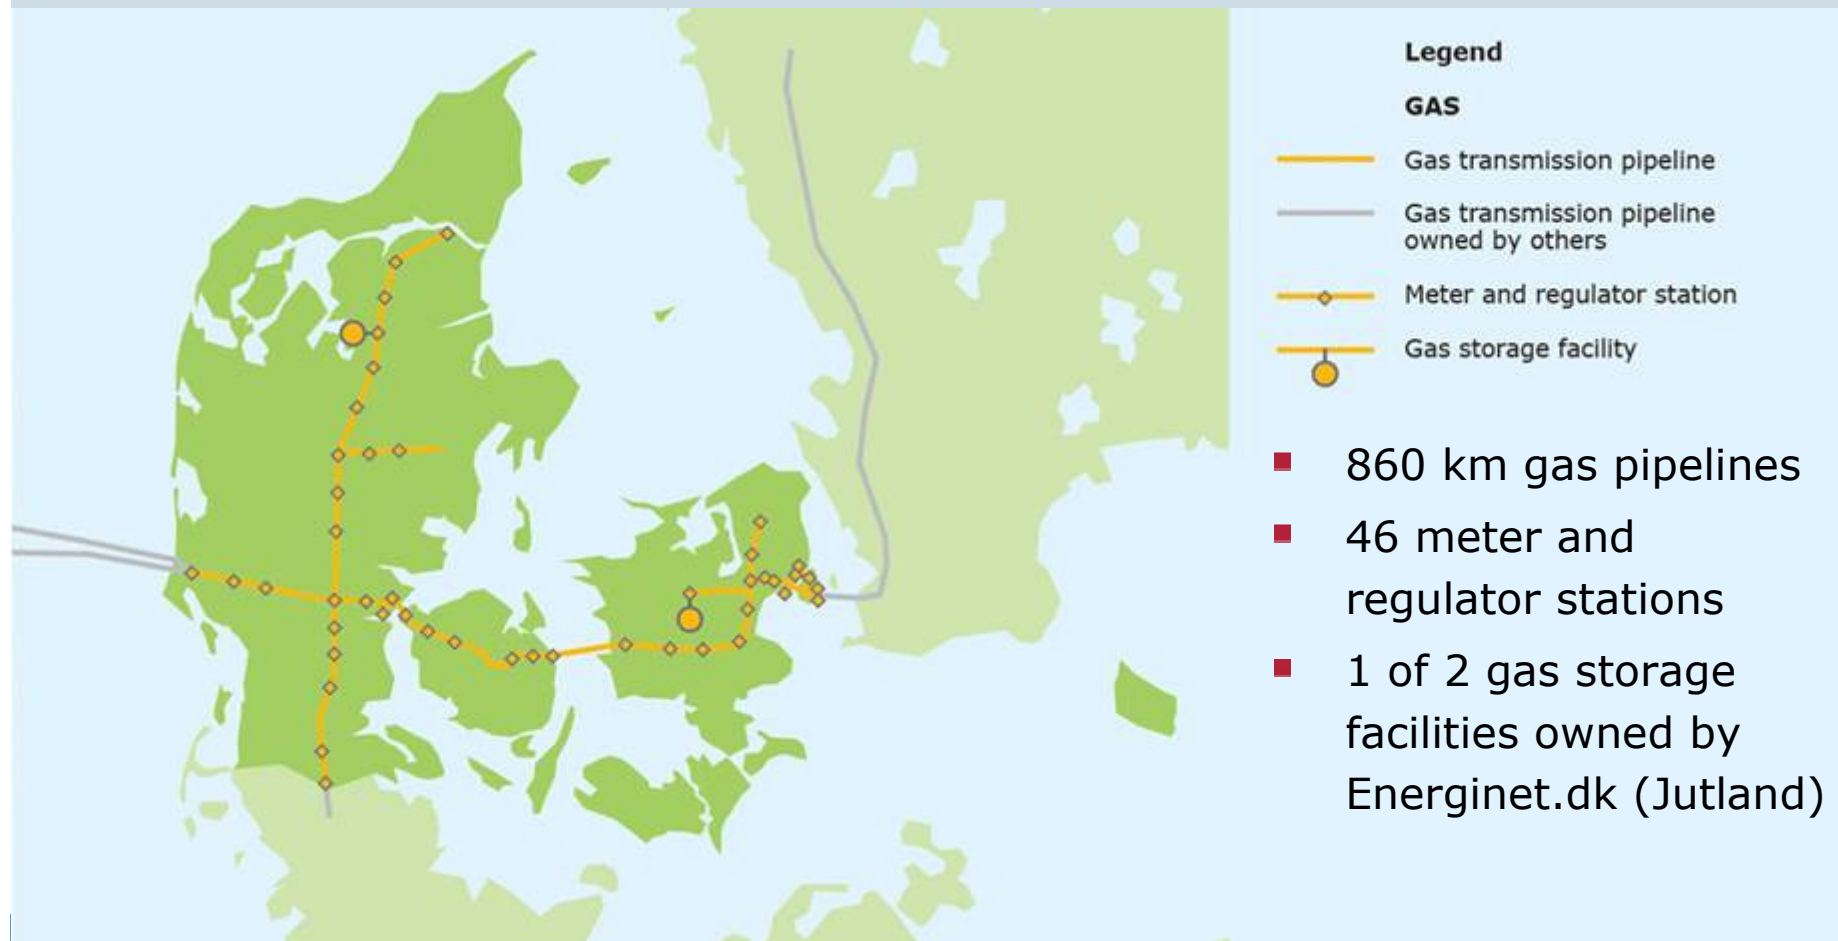 Legend
GAS
Gas transmission pipeline
Gas transmission pipeline
owned by others
Meter and regulator station
Gas storage facility
860 km gas pipelines
46 meter and
regulator stations
1 of 2 gas storage
facilities owned by
Energinet.dk (Jutland)